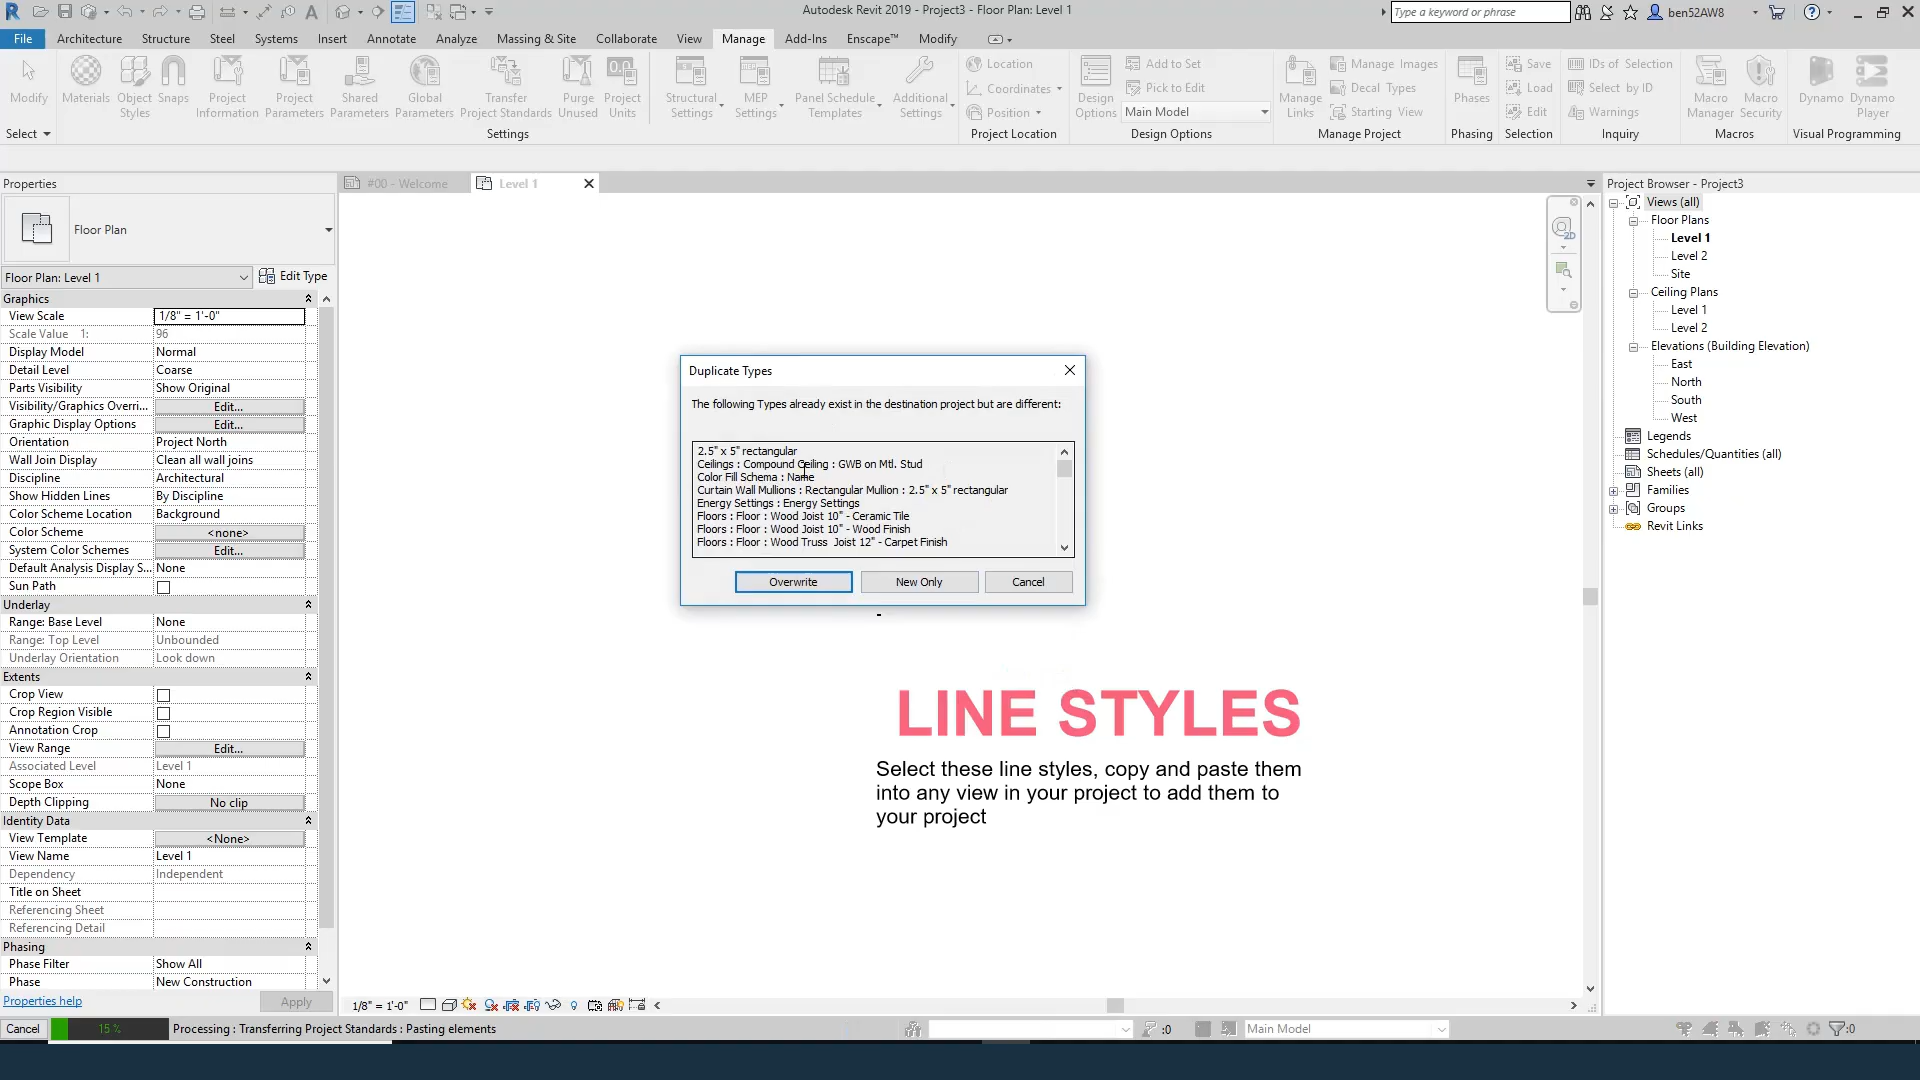 Autodesk Revit 2019 - Project3 - Floor Plan: Level 1
Type a keyword or phrase
ben52AW8
File Architecture Structure Steel Systems Insert Annotate Analyze Massing & Site Collaborate View Manage Add-Ins Enscape™ Modify
Modify
Materials
Object Styles
Snaps
Project Information
Project Parameters
Shared Parameters
Global Parameters
Transfer Project Standards
Purge Unused
Project Units
Structural Settings
MEP Settings
Panel Schedule Templates
Additional Settings
Location
Coordinates
Position
Design Options
Add to Set
Pick to Edit
Main Model
Manage Links
Manage Images
Decal Types
Starting View
Phases
Save
Load
Edit
IDs of Selection
Select by ID
Warnings
Macro Manager
Macro Security
Dynamo
Dynamo Player
Select
Settings
Project Location
Design Options
Manage Project
Phasing
Selection
Inquiry
Macros
Visual Programming
Properties
Floor Plan
Floor Plan: Level 1
Edit Type
Graphics
View Scale 1/8" = 1'-0"
Scale Value 1: 96
Display Model Normal
Detail Level Coarse
Parts Visibility Show Original
Visibility/Graphics Overri... Edit...
Graphic Display Options Edit...
Orientation Project North
Wall Join Display Clean all wall joins
Discipline Architectural
Show Hidden Lines By Discipline
Color Scheme Location Background
Color Scheme <none>
System Color Schemes Edit...
Default Analysis Display S... None
Sun Path
Underlay
Range: Base Level None
Range: Top Level Unbounded
Underlay Orientation Look down
Extents
Crop View
Crop Region Visible
Annotation Crop
View Range Edit...
Associated Level Level 1
Scope Box None
Depth Clipping No clip
Identity Data
View Template <None>
View Name Level 1
Dependency Independent
Title on Sheet
Referencing Sheet
Referencing Detail
Phasing
Phase Filter Show All
Phase New Construction
Properties help
Apply
#00 - Welcome
Level 1
2D
Duplicate Types
The following Types already exist in the destination project but are different:
2.5" x 5" rectangular
Ceilings : Compound Ceiling : GWB on Mtl. Stud
Color Fill Schema : Name
Curtain Wall Mullions : Rectangular Mullion : 2.5" x 5" rectangular
Energy Settings : Energy Settings
Floors : Floor : Wood Joist 10" - Ceramic Tile
Floors : Floor : Wood Joist 10" - Wood Finish
Floors : Floor : Wood Truss Joist 12" - Carpet Finish
Overwrite
New Only
Cancel
LINE STYLES
Select these line styles, copy and paste them
into any view in your project to add them to
your project
Project Browser - Project3
Views (all)
Floor Plans
Level 1
Level 2
Site
Ceiling Plans
Level 1
Level 2
Elevations (Building Elevation)
East
North
South
West
Legends
Schedules/Quantities (all)
Sheets (all)
Families
Groups
Revit Links
1/8" = 1'-0"
Cancel
15 %
Processing : Transferring Project Standards : Pasting elements
:0
Main Model
:0